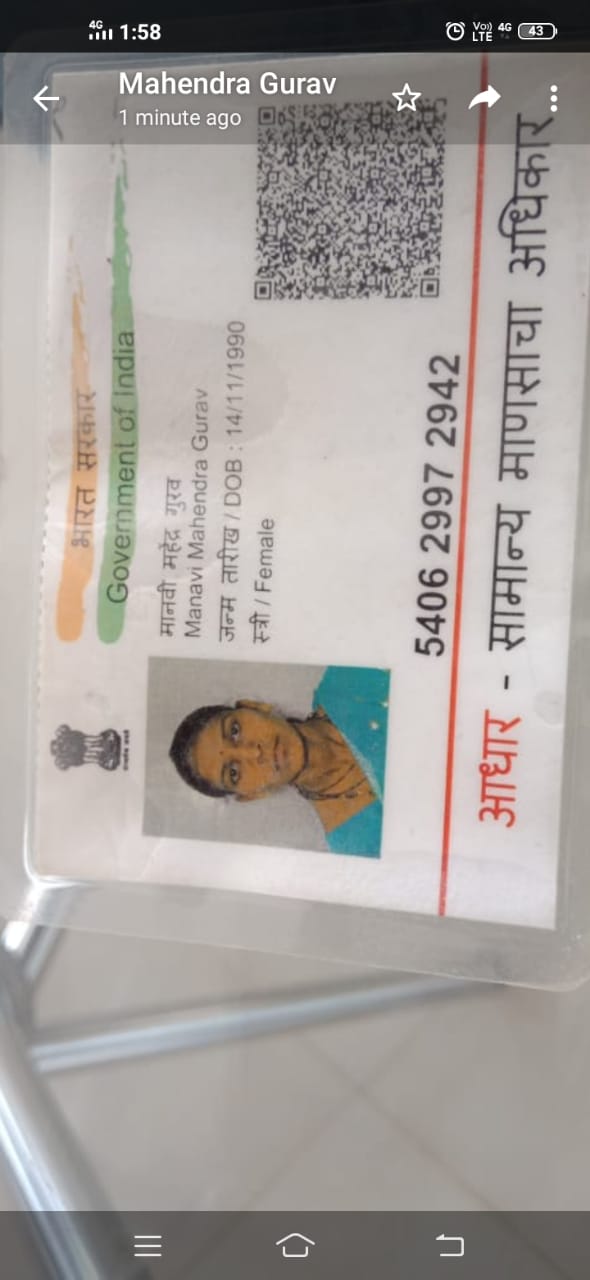 4G 1:58
Vo)) LTE 4G 43
Mahendra Gurav
1 minute ago
भारत सरकार
Government of India
मानवी महेंद्र गुरव
Manavi Mahendra Gurav
जन्म तारीख / DOB : 14/11/1990
स्त्री / Female
5406 2997 2942
आधार - सामान्य माणसाचा अधिकार